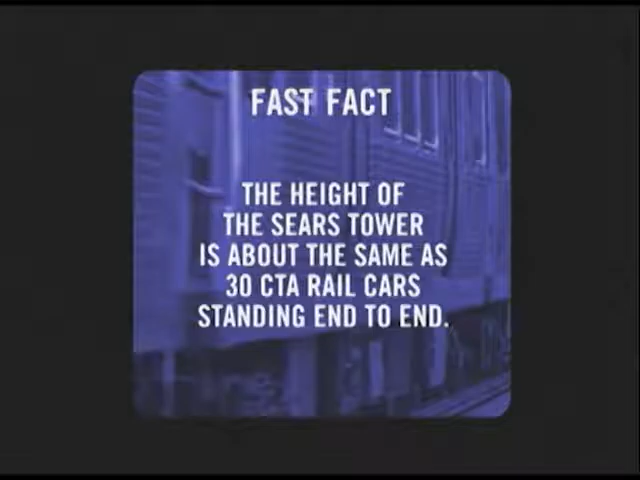 FAST FACT
THE HEIGHT OF
THE SEARS TOWER
IS ABOUT THE SAME AS
30 CTA RAIL CARS
STANDING END TO END.